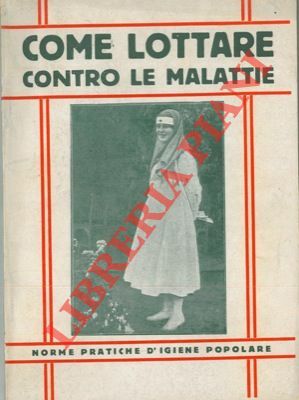 COME LOTTARE
CONTRO LE MALATTIE
LIBRERIA PIANI
NORME PRATICHE D'IGIENE POPOLARE